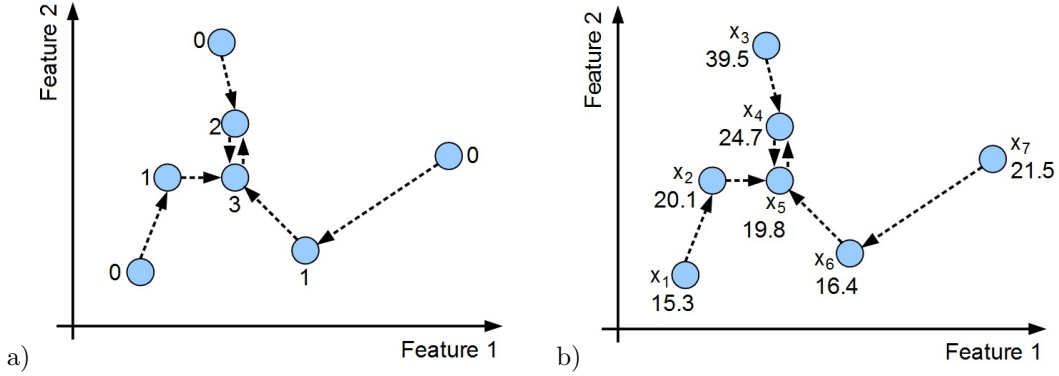 Feature 2
0
2
1
0
3
0
1
Feature 1
a)
Feature 2
x3
39.5
x4
24.7
x7
21.5
x2
20.1
x5
19.8
x6
16.4
x1
15.3
Feature 1
b)